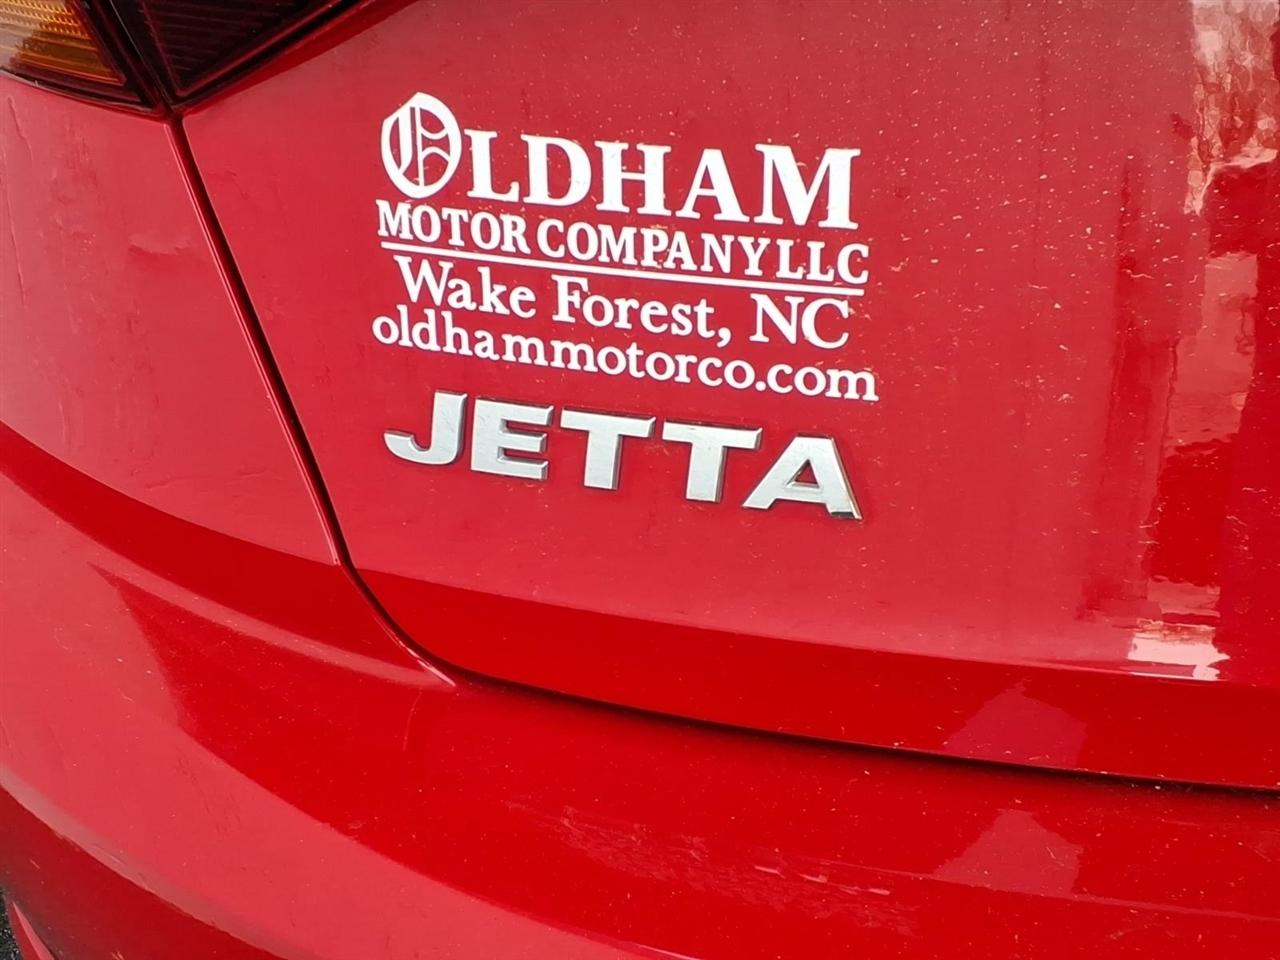 OLDHAM
MOTOR COMPANY LLC
Wake Forest, NC
oldhammotorco.com
JETTA